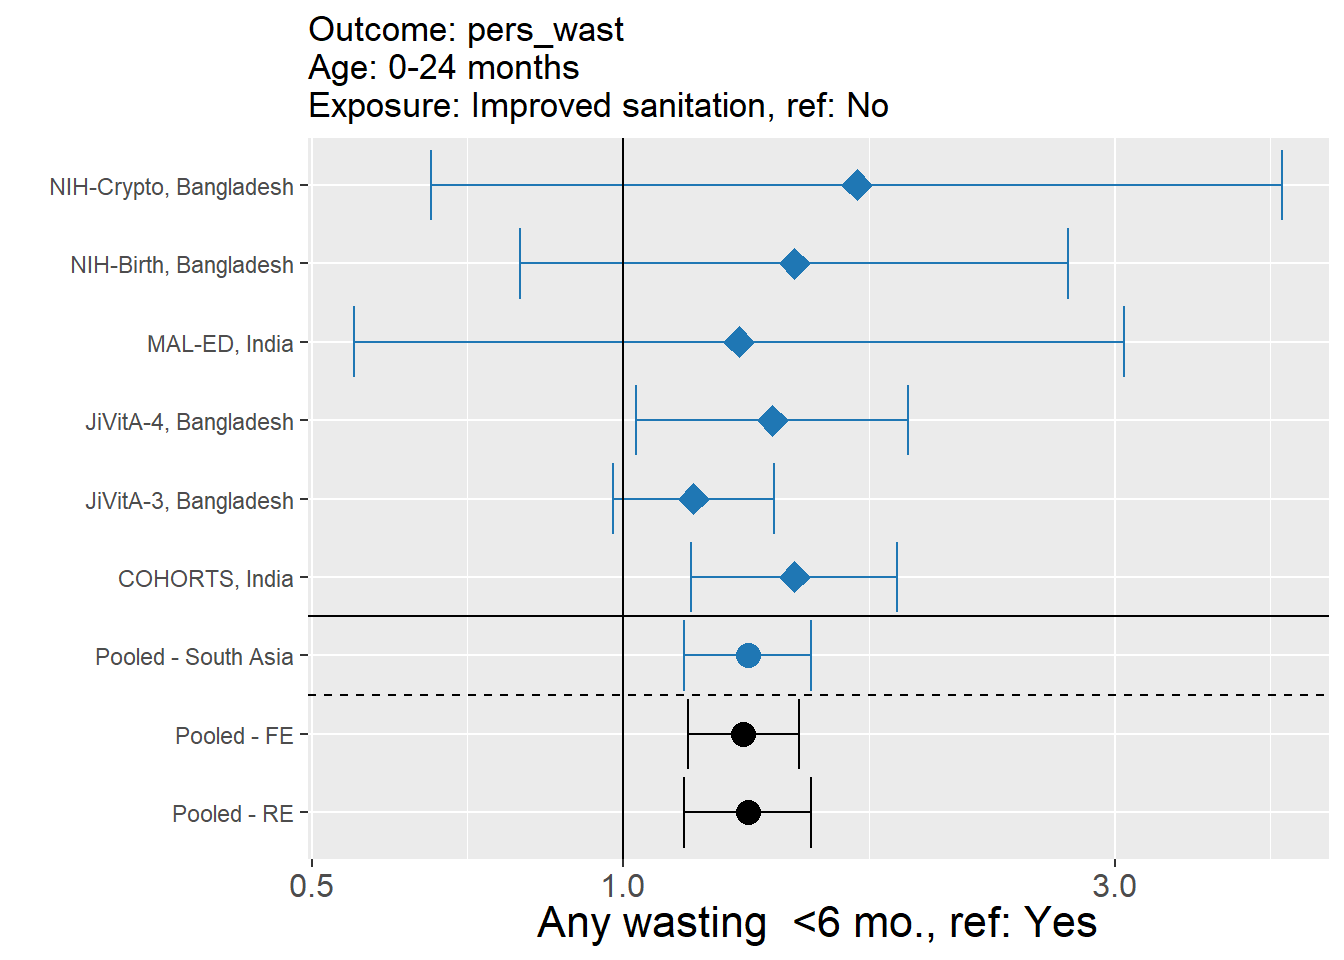 Outcome: pers_wast
Age: 0-24 months
Exposure: Improved sanitation, ref: No
NIH-Crypto, Bangladesh
NIH-Birth, Bangladesh
MAL-ED, India
JiVitA-4, Bangladesh
JiVitA-3, Bangladesh
COHORTS, India
Pooled - South Asia
Pooled - FE
Pooled - RE
0.5 1.0 3.0
Any wasting  <6 mo., ref: Yes